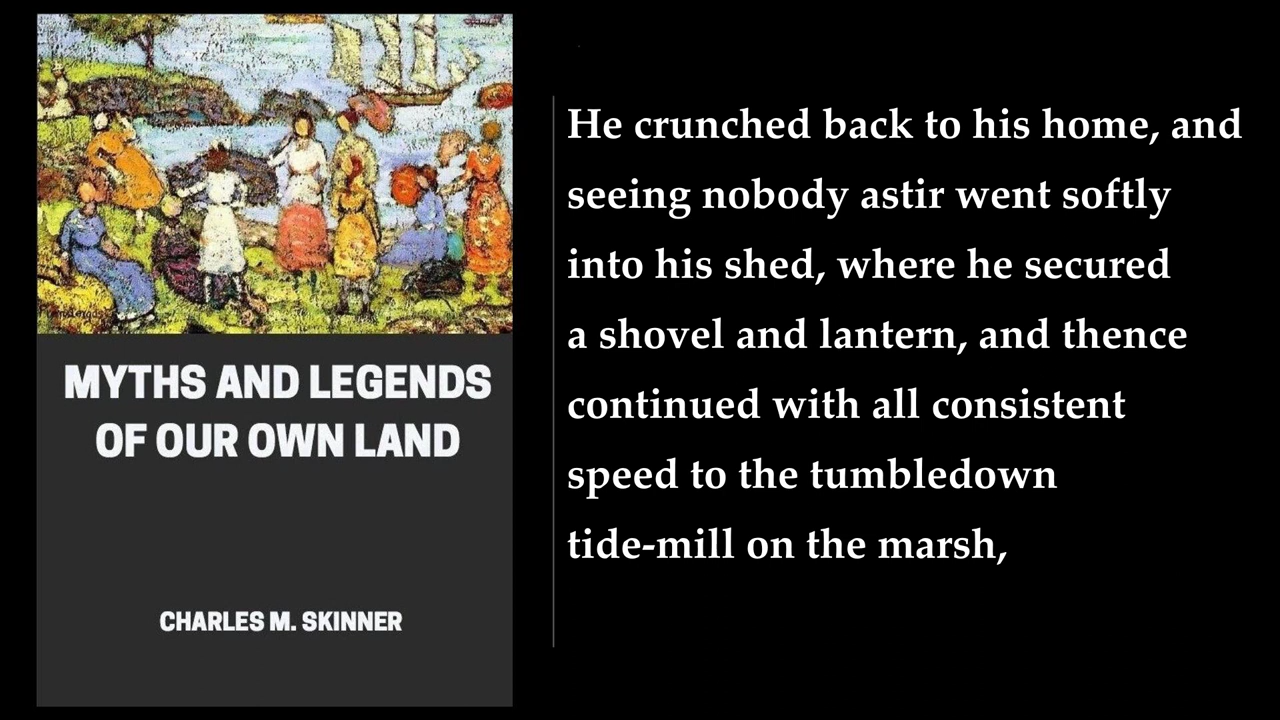 MYTHS AND LEGENDS
OF OUR OWN LAND
CHARLES M. SKINNER
He crunched back to his home, and
seeing nobody astir went softly
into his shed, where he secured
a shovel and lantern, and thence
continued with all consistent
speed to the tumbledown
tide-mill on the marsh,